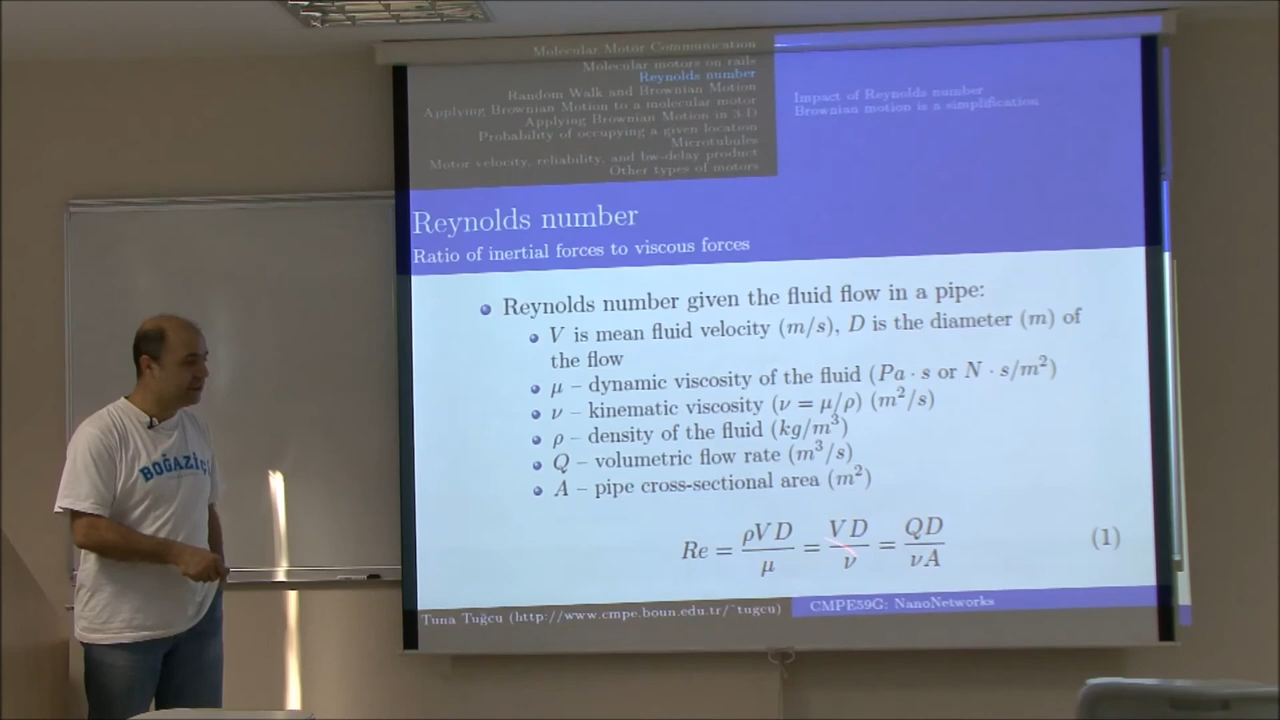 Molecular Motor Communication
Molecular motors on rails
Reynolds number
Random Walk and Brownian Motion
Applying Brownian Motion to a molecular motor
Applying Brownian Motion in 3-D
Probability of occupying a given location
Microtubules
Motor velocity, reliability, and bw-delay product
Other types of motors
Impact of Reynolds number
Brownian motion is a simplification
Reynolds number
Ratio of inertial forces to viscous forces
Reynolds number given the fluid flow in a pipe:
V is mean fluid velocity (m/s), D is the diameter (m) of
the flow
μ – dynamic viscosity of the fluid (Pa · s or N · s/m²)
ν – kinematic viscosity (ν = μ/ρ) (m²/s)
ρ – density of the fluid (kg/m³)
Q – volumetric flow rate (m³/s)
A – pipe cross-sectional area (m²)
Re = ρVD/μ = VD/ν = QD/νA (1)
Tuna Tuğcu (http://www.cmpe.boun.edu.tr/~tugcu) CMPE59G: NanoNetworks
BOĞAZİÇİ